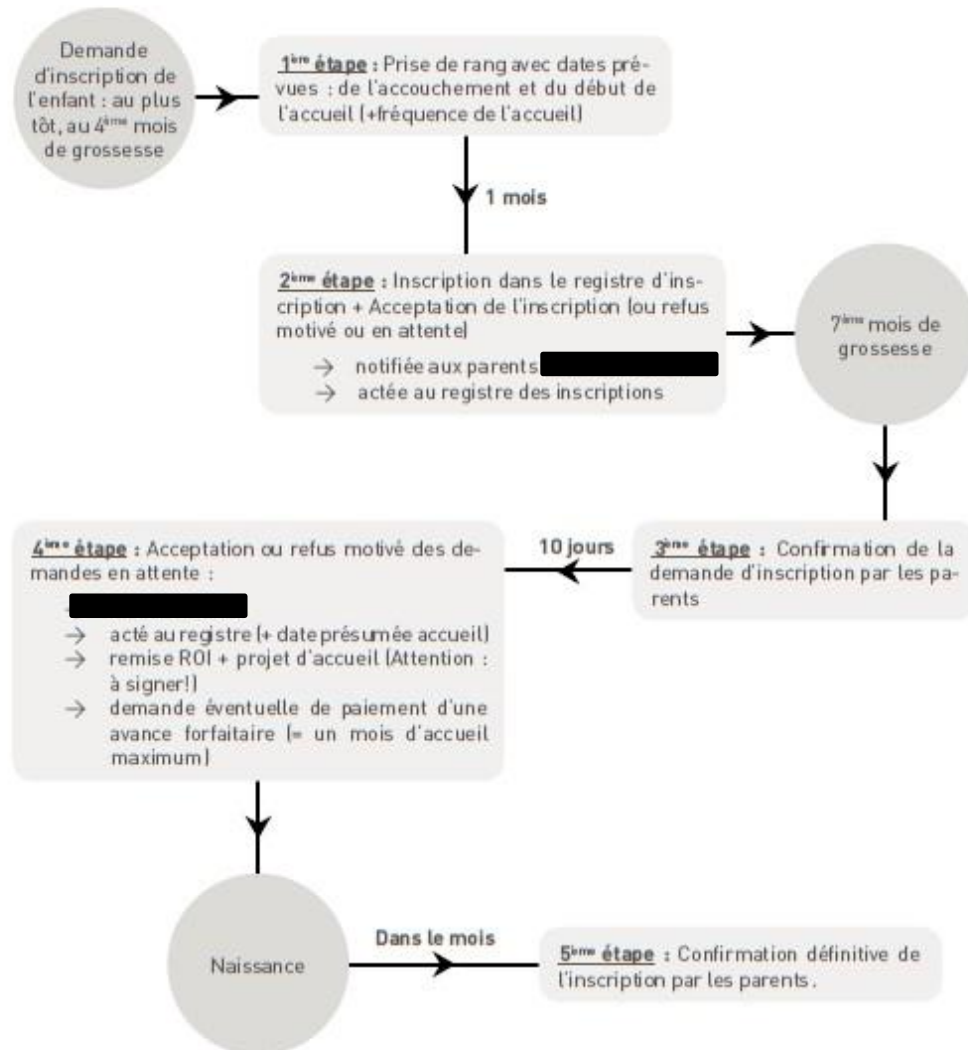 Demande
d'inscription de
l'enfant : au plus
tôt, au 4ème mois
de grossesse
1ère étape : Prise de rang avec dates pré-
vues : de l'accouchement et du début de
l'accueil (+fréquence de l'accueil)
1 mois
2ème étape : Inscription dans le registre d'ins-
cription + Acceptation de l'inscription (ou refus
motivé ou en attente)
→ notifiée aux parents
→ actée au registre des inscriptions
7ème mois de
grossesse
3ème étape : Confirmation de la
demande d'inscription par les pa-
rents
10 jours
4ème étape : Acceptation ou refus motivé des de-
mandes en attente :
→ acté au registre (+ date présumée accueil)
→ remise ROI + projet d'accueil (Attention :
à signer!)
→ demande éventuelle de paiement d'une
avance forfaitaire (= un mois d'accueil
maximum)
Naissance
Dans le mois
5ème étape : Confirmation définitive de
l'inscription par les parents.